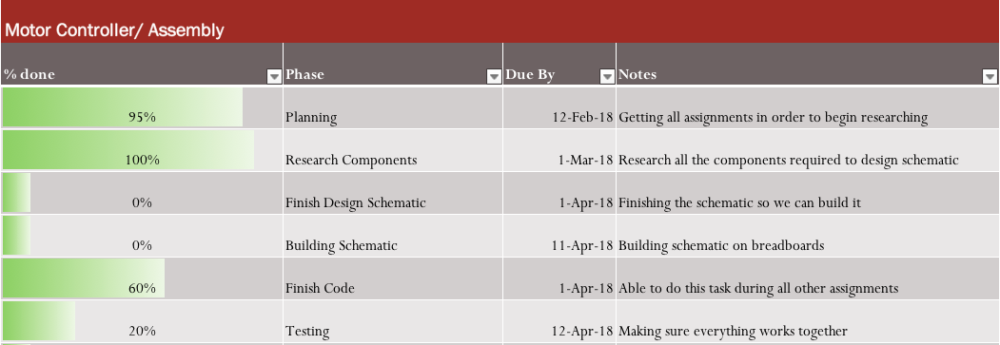 Motor Controller/ Assembly
% done Phase Due By Notes
95% Planning 12-Feb-18 Getting all assignments in order to begin researching
100% Research Components 1-Mar-18 Research all the components required to design schematic
0% Finish Design Schematic 1-Apr-18 Finishing the schematic so we can build it
0% Building Schematic 11-Apr-18 Building schematic on breadboards
60% Finish Code 1-Apr-18 Able to do this task during all other assignments
20% Testing 12-Apr-18 Making sure everything works together